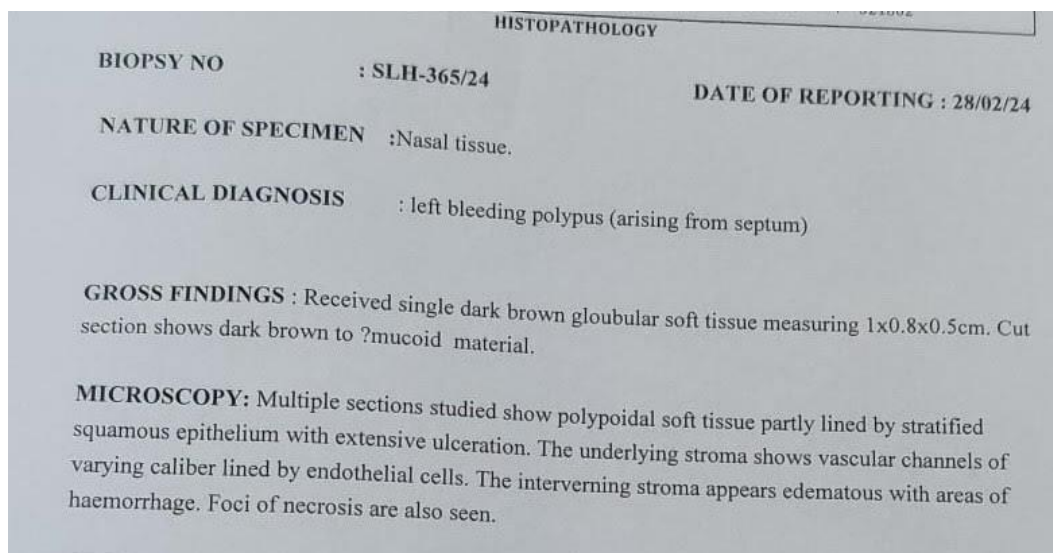 HISTOPATHOLOGY
BIOPSY NO : SLH-365/24
DATE OF REPORTING : 28/02/24
NATURE OF SPECIMEN :Nasal tissue.
CLINICAL DIAGNOSIS : left bleeding polypus (arising from septum)
GROSS FINDINGS : Received single dark brown gloubular soft tissue measuring 1x0.8x0.5cm. Cut
section shows dark brown to ?mucoid material.
MICROSCOPY: Multiple sections studied show polypoidal soft tissue partly lined by stratified
squamous epithelium with extensive ulceration. The underlying stroma shows vascular channels of
varying caliber lined by endothelial cells. The interverning stroma appears edematous with areas of
haemorrhage. Foci of necrosis are also seen.